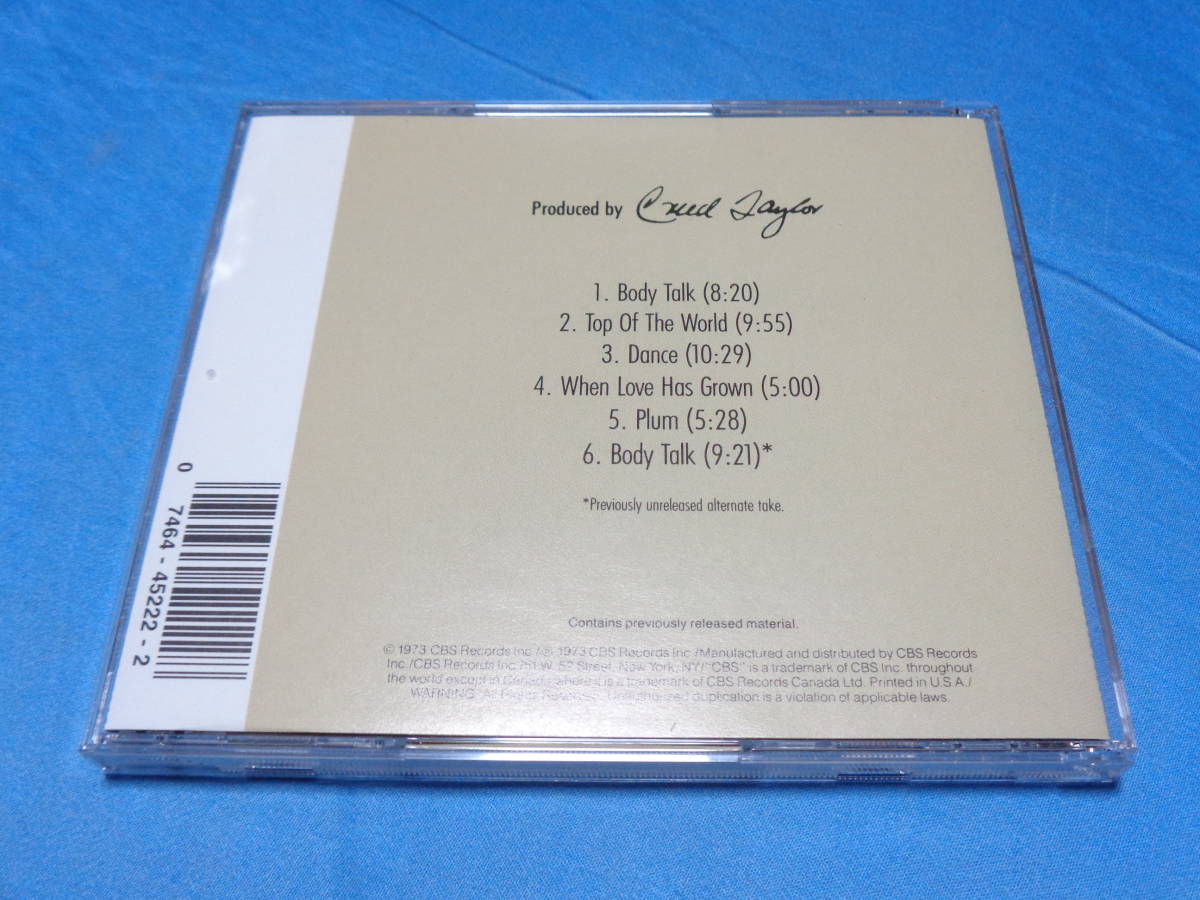 Produced by Creed Taylor
1. Body Talk (8:20)
2. Top Of The World (9:55)
3. Dance (10:29)
4. When Love Has Grown (5:00)
5. Plum (5:28)
6. Body Talk (9:21)*
*Previously unreleased alternate take.
Contains previously released material.
© 1973 CBS Records Inc./℗ 1973 CBS Records Inc./Manufactured and distributed by CBS Records
Inc./CBS Records Inc./51 W. 52 Street, New York, NY/"CBS" is a trademark of CBS Inc. throughout
the world except in Canada where it is a trademark of CBS Records Canada Ltd. Printed in U.S.A./
WARNING: All Rights Reserved. Unauthorized duplication is a violation of applicable laws.
0 7464-45222-2